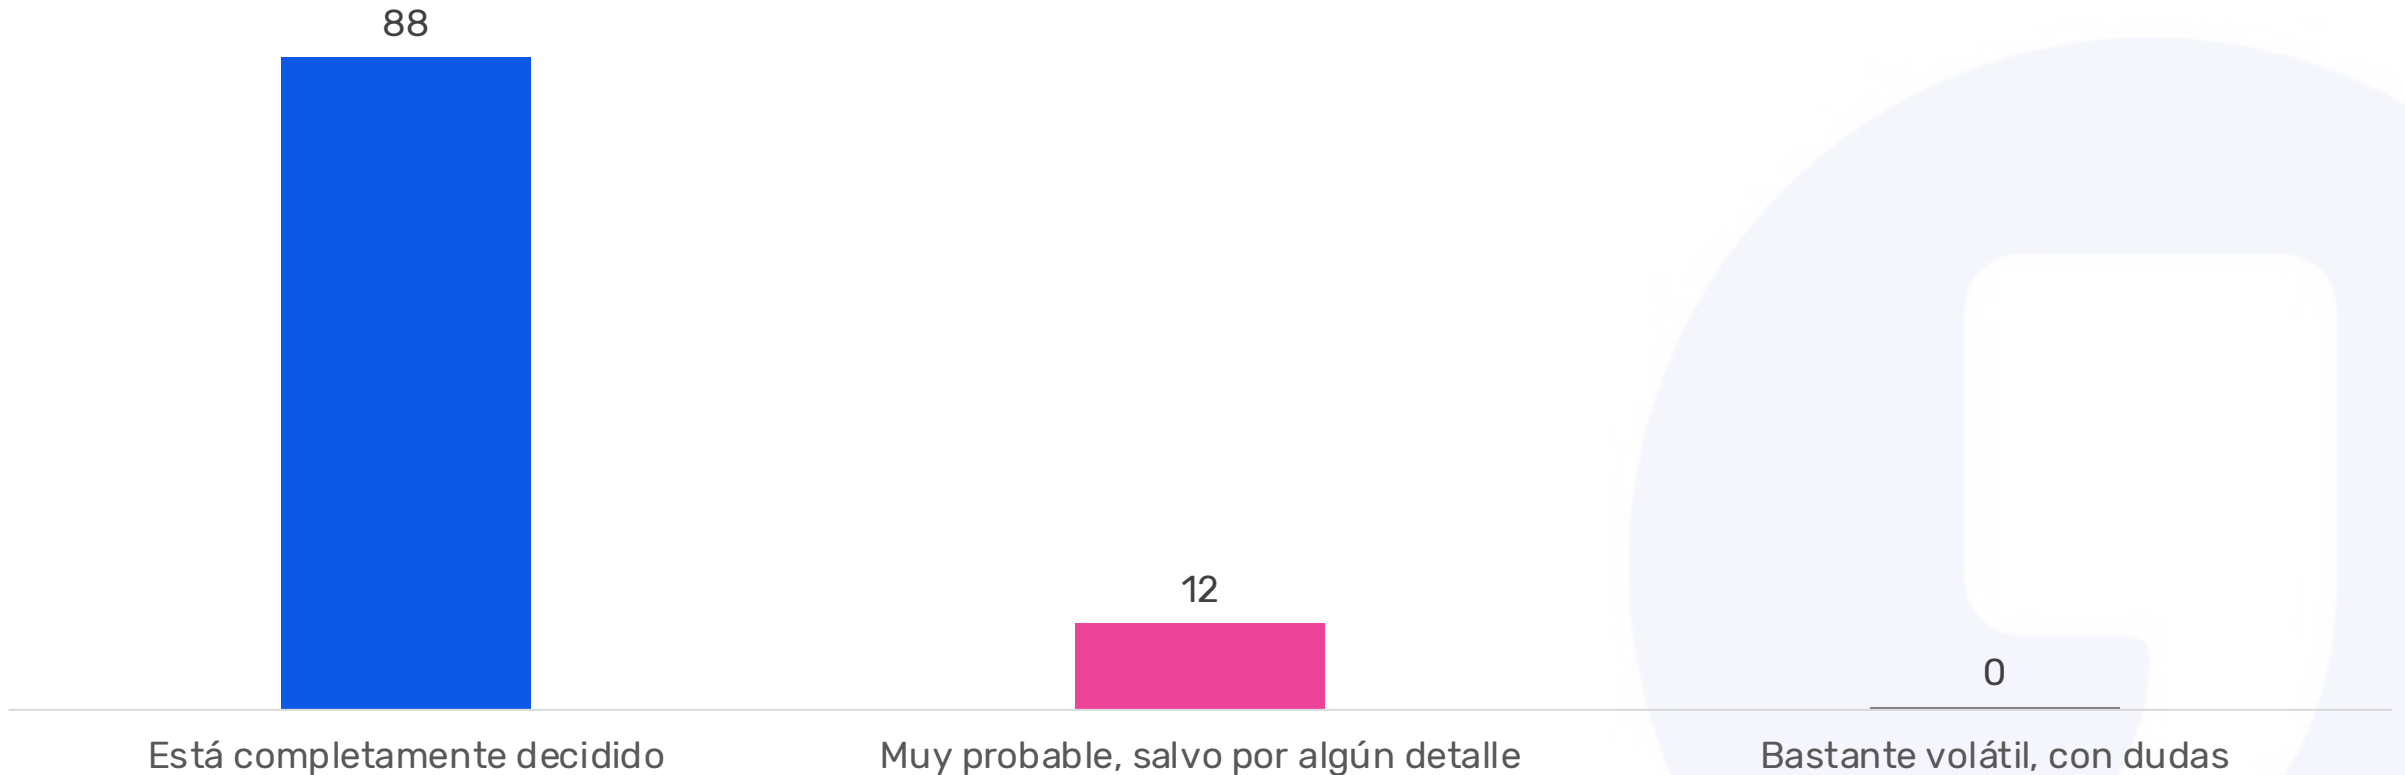 88
12
0
Está completamente decidido
Muy probable, salvo por algún detalle
Bastante volátil, con dudas